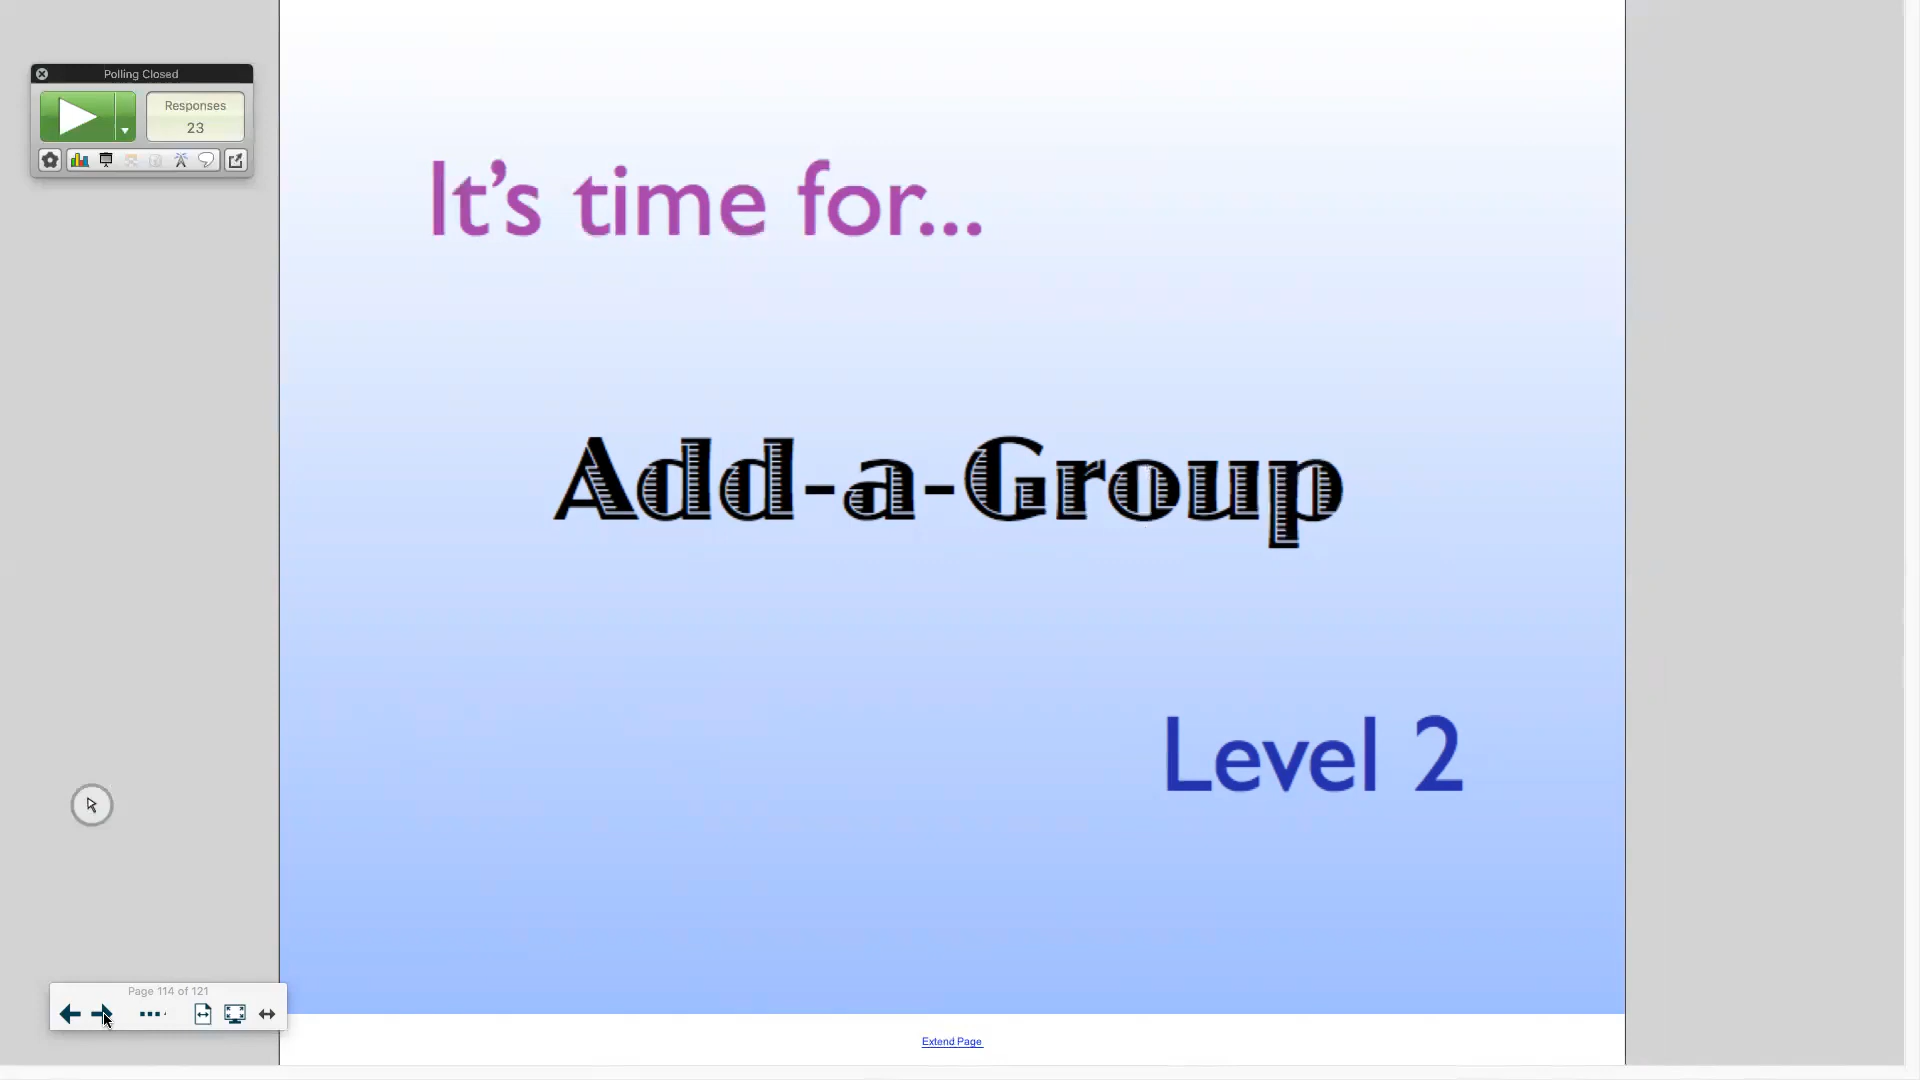 Polling Closed
Responses
23
It's time for...
Add-a-Group
Level 2
Page 114 of 121
Extend Page